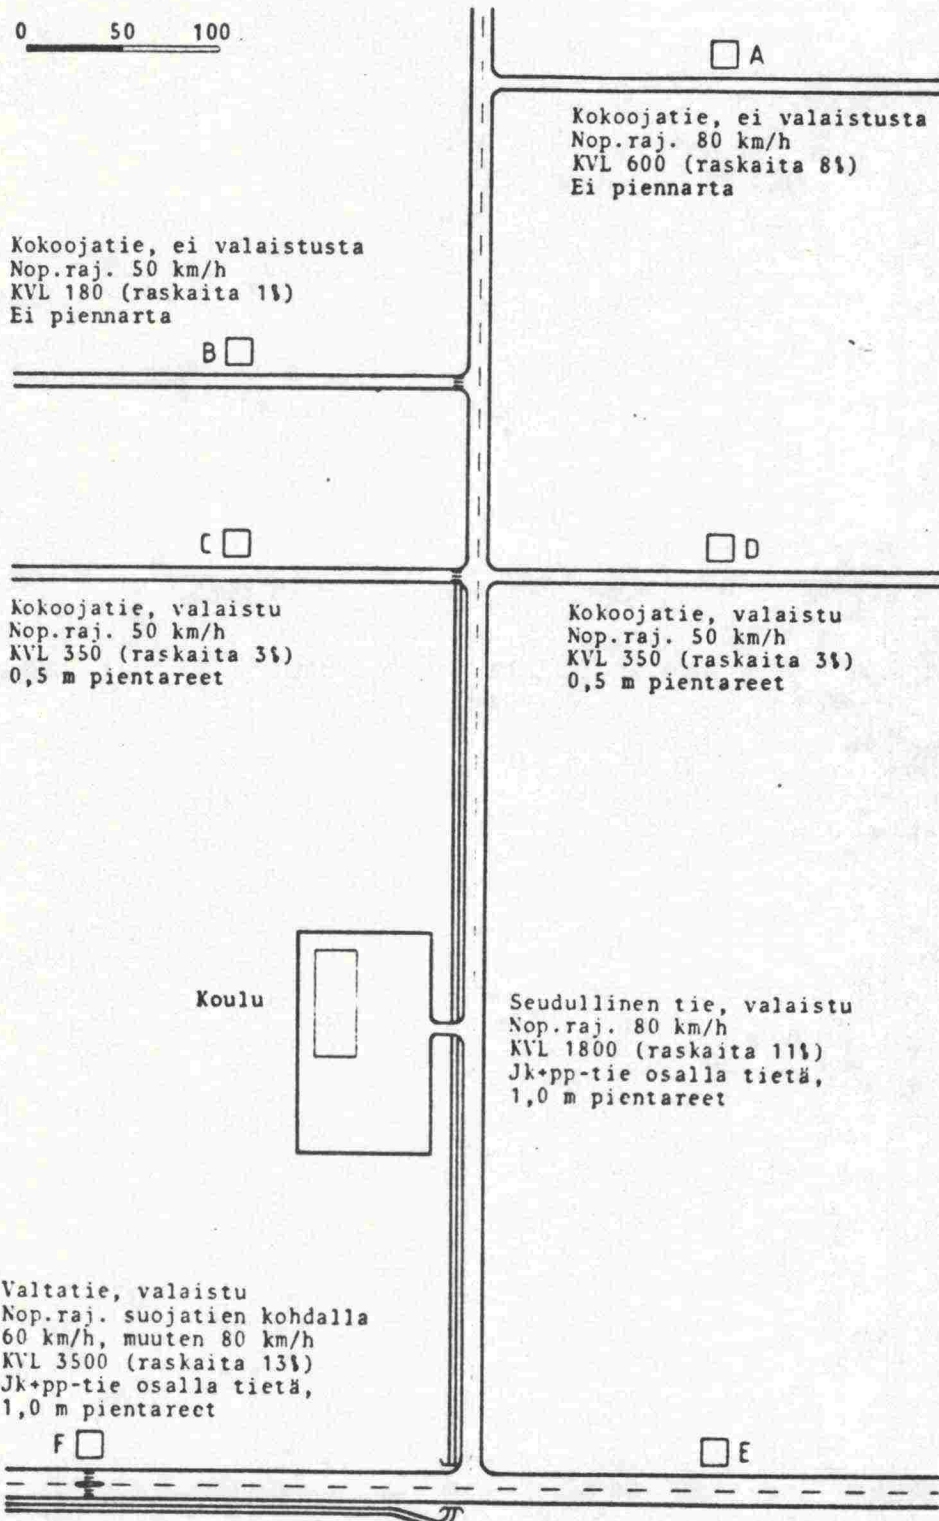 0 50 100
A
Kokoojatie, ei valaistusta
Nop.raj. 80 km/h
KVL 600 (raskaita 8%)
Ei piennarta
Kokoojatie, ei valaistusta
Nop.raj. 50 km/h
KVL 180 (raskaita 1%)
Ei piennarta
B
C
D
Kokoojatie, valaistu
Nop.raj. 50 km/h
KVL 350 (raskaita 3%)
0,5 m pientareet
Kokoojatie, valaistu
Nop.raj. 50 km/h
KVL 350 (raskaita 3%)
0,5 m pientareet
Koulu
Seudullinen tie, valaistu
Nop.raj. 80 km/h
KVL 1800 (raskaita 11%)
Jk+pp-tie osalla tietä,
1,0 m pientareet
Valtatie, valaistu
Nop.raj. suojatien kohdalla
60 km/h, muuten 80 km/h
KVL 3500 (raskaita 13%)
Jk+pp-tie osalla tietä,
1,0 m pientareet
F
E